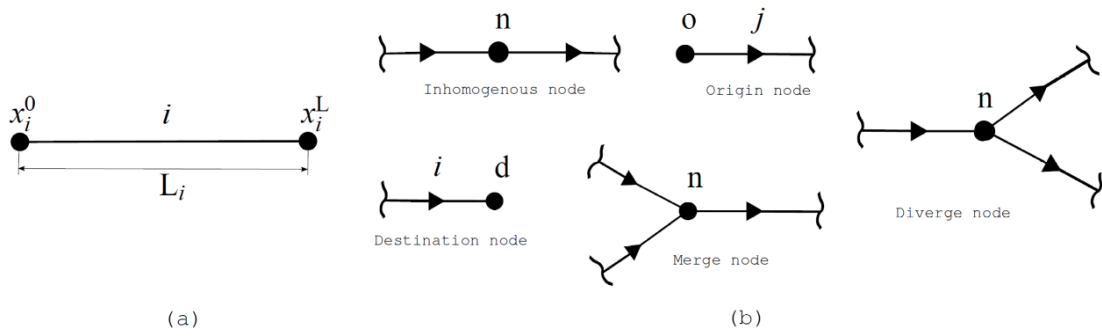 x_i^0
i
x_i^L
L_i
(a)
n
Inhomogenous node
o
j
Origin node
i
d
Destination node
n
Merge node
n
Diverge node
(b)